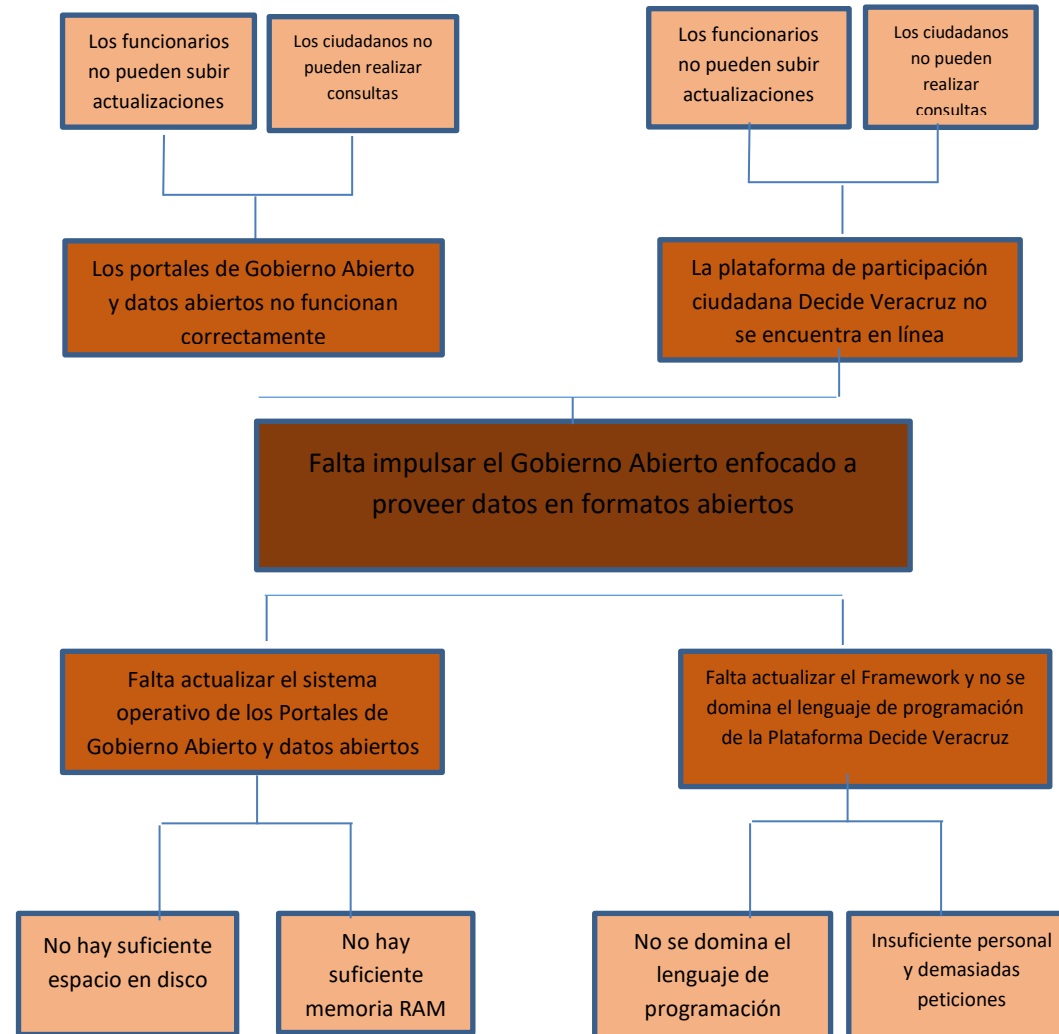 Los funcionarios
no pueden subir
actualizaciones
Los ciudadanos no
pueden realizar
consultas
Los funcionarios
no pueden subir
actualizaciones
Los ciudadanos
no pueden
realizar
consultas
Los portales de Gobierno Abierto
y datos abiertos no funcionan
correctamente
La plataforma de participación
ciudadana Decide Veracruz no
se encuentra en línea
Falta impulsar el Gobierno Abierto enfocado a
proveer datos en formatos abiertos
Falta actualizar el sistema
operativo de los Portales de
Gobierno Abierto y datos abiertos
Falta actualizar el Framework y no se
domina el lenguaje de programación
de la Plataforma Decide Veracruz
No hay suficiente
espacio en disco
No hay
suficiente
memoria RAM
No se domina el
lenguaje de
programación
Insuficiente personal
y demasiadas
peticiones